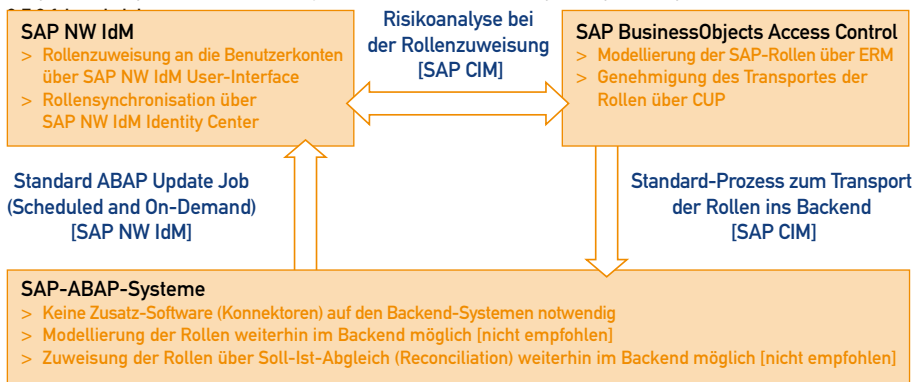 SAP NW IdM
> Rollenzuweisung an die Benutzerkonten
über SAP NW IdM User-Interface
> Rollensynchronisation über
SAP NW IdM Identity Center
Risikoanalyse bei
der Rollenzuweisung
[SAP CIM]
SAP BusinessObjects Access Control
> Modellierung der SAP-Rollen über ERM
> Genehmigung des Transportes der
Rollen über CUP
Standard ABAP Update Job
(Scheduled and On-Demand)
[SAP NW IdM]
Standard-Prozess zum Transport
der Rollen ins Backend
[SAP CIM]
SAP-ABAP-Systeme
> Keine Zusatz-Software (Konnektoren) auf den Backend-Systemen notwendig
> Modellierung der Rollen weiterhin im Backend möglich [nicht empfohlen]
> Zuweisung der Rollen über Soll-Ist-Abgleich (Reconciliation) weiterhin im Backend möglich [nicht empfohlen]